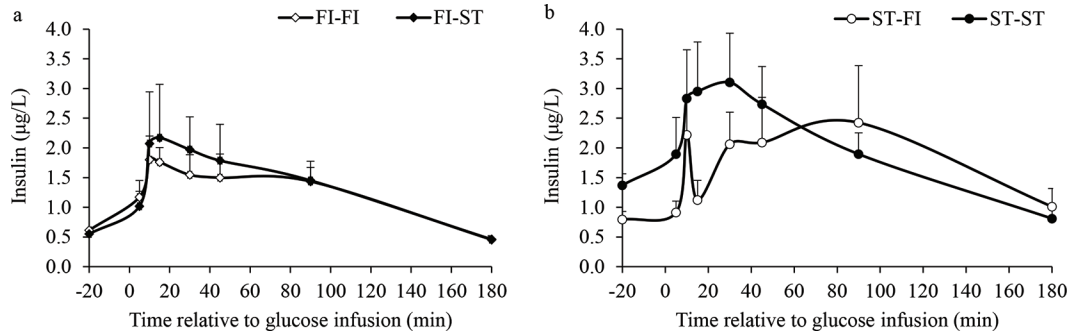 a
FI-FI FI-ST
4.0
3.5
3.0
2.5
2.0
1.5
1.0
0.5
0.0
Insulin (µg/L)
-20 0 20 40 60 80 100 120 140 160 180
Time relative to glucose infusion (min)
b
ST-FI ST-ST
4.0
3.5
3.0
2.5
2.0
1.5
1.0
0.5
0.0
Insulin (µg/L)
-20 0 20 40 60 80 100 120 140 160 180
Time relative to glucose infusion (min)